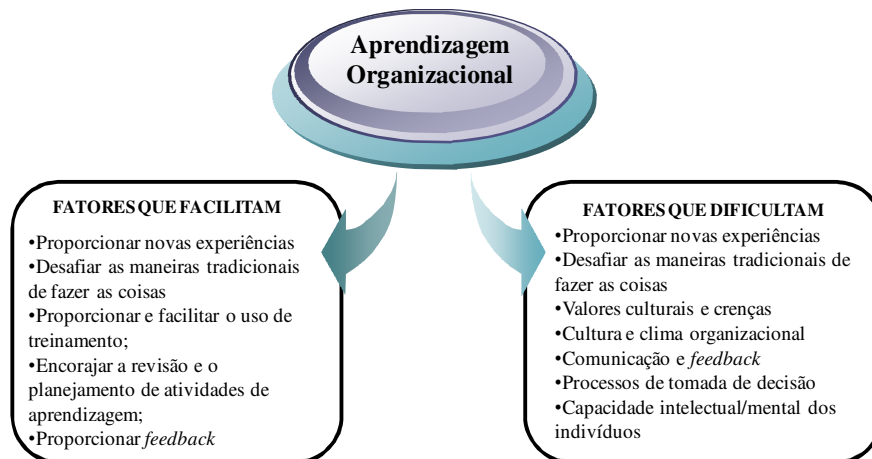 Aprendizagem
Organizacional
FATORES QUE FACILITAM
•Proporcionar novas experiências
•Desafiar as maneiras tradicionais
de fazer as coisas
•Proporcionar e facilitar o uso de
treinamento;
•Encorajar a revisão e o
planejamento de atividades de
aprendizagem;
•Proporcionar feedback
FATORES QUE DIFICULTAM
•Proporcionar novas experiências
•Desafiar as maneiras tradicionais de
fazer as coisas
•Valores culturais e crenças
•Cultura e clima organizacional
•Comunicação e feedback
•Processos de tomada de decisão
•Capacidade intelectual/mental dos
indivíduos